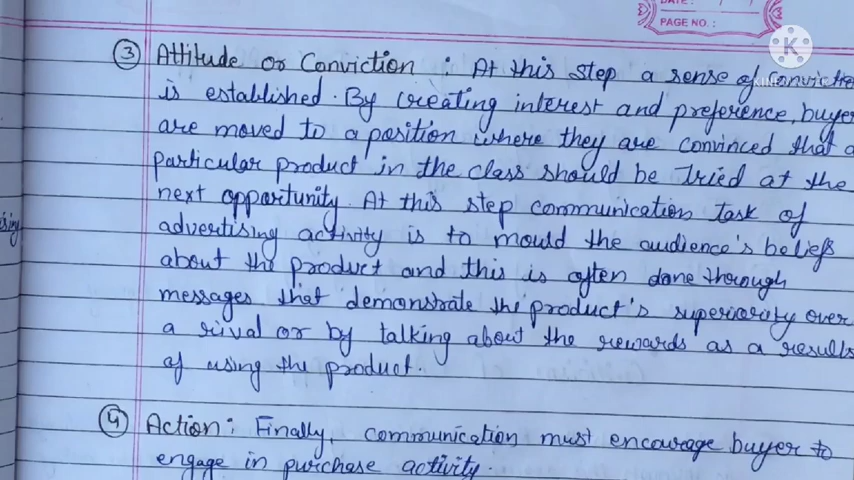 DATE: / /
PAGE NO.:
K
③ Attitude or Conviction : At this step a sense of convictio
is established. By creating interest and preference, buyer
are moved to a position where they are convinced that a
particular product in the class should be tried at the
next opportunity. At this step communication task of
advertising activity is to mould the audience's beliefs
about the product and this is often done through
messages that demonstrate the product's superiority over
a rival or by talking about the rewards as a results
of using the product.
④ Action: Finally, communication must encourage buyer to
engage in purchase activity.